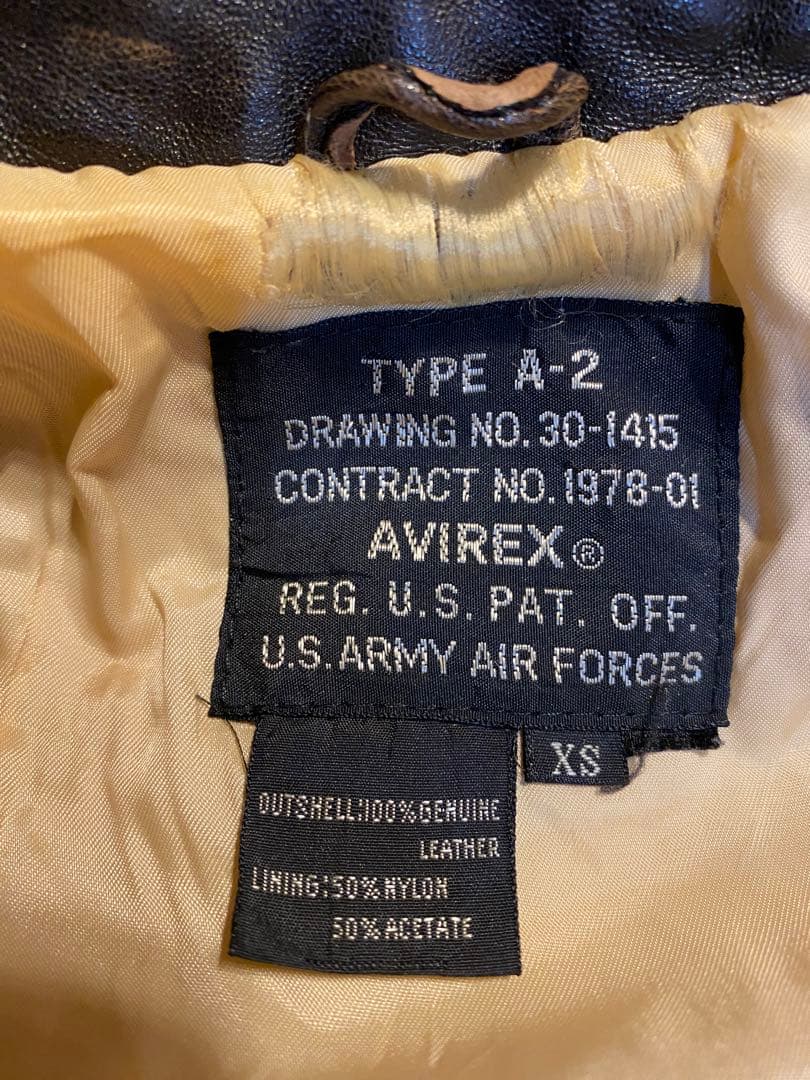 TYPE A-2
DRAWING NO. 30-1415
CONTRACT NO. 1978-01
AVIREX®
REG. U.S. PAT. OFF.
U.S. ARMY AIR FORCES
XS
OUTSHELL:100%GENUINE
LEATHER
LINING:50%NYLON
50%ACETATE